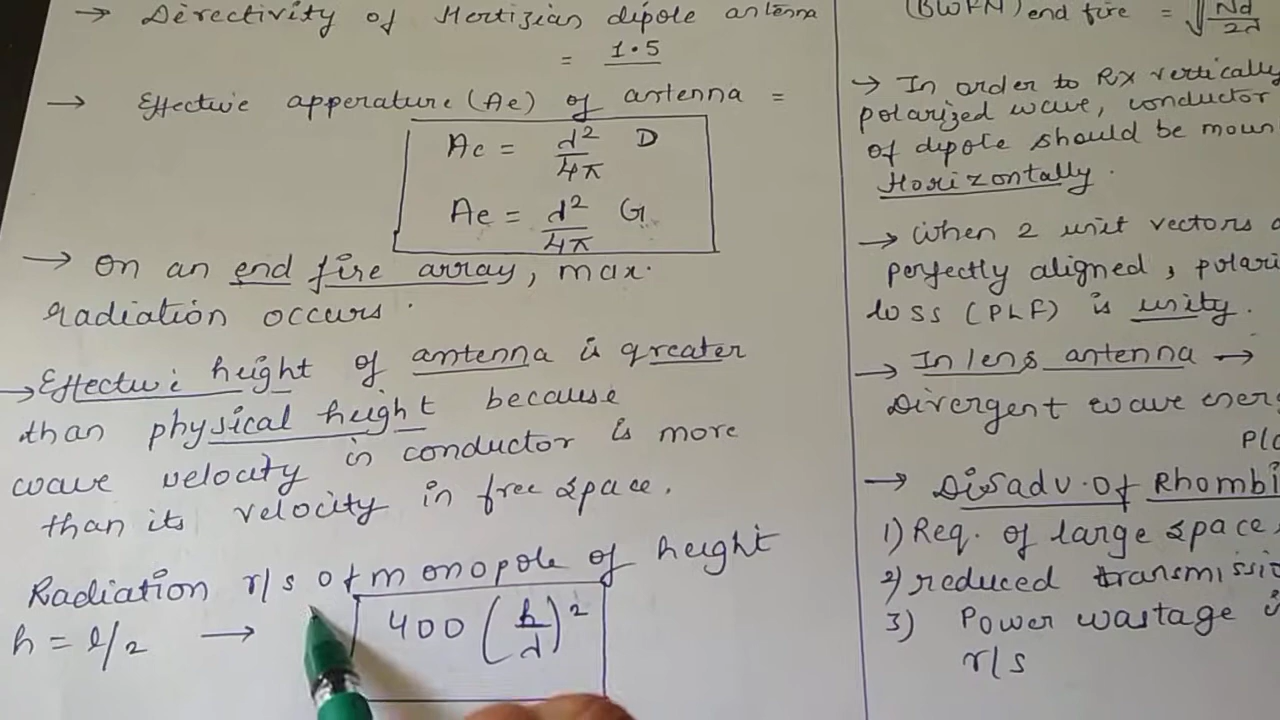 → Directivity of Hertizian dipole antenna
= 1.5
→ Effective apperature (Ae) of antenna =
Ae = λ²/4π D
Ae = λ²/4π G
→ On an end fire array, max.
radiation occurs.
→ Effective height of antenna is greater
than physical height because
wave velocity in conductor is more
than its velocity in free space.
Radiation r/s of monopole of height
h = l/2 → 400 (h/λ)²
(BWFN) end fire = √Nd/2λ
→ In order to RX vertically
polarized wave, conductor
of dipole should be moun
Horizontally.
→ When 2 unit vectors
perfectly aligned, polari
loss (PLF) is unity.
→ In lens antenna →
Divergent wave ener
→ Disadv. Of Rhombi
1) Req. of large space
2) reduced transmissi
3) Power wastage i
r/s